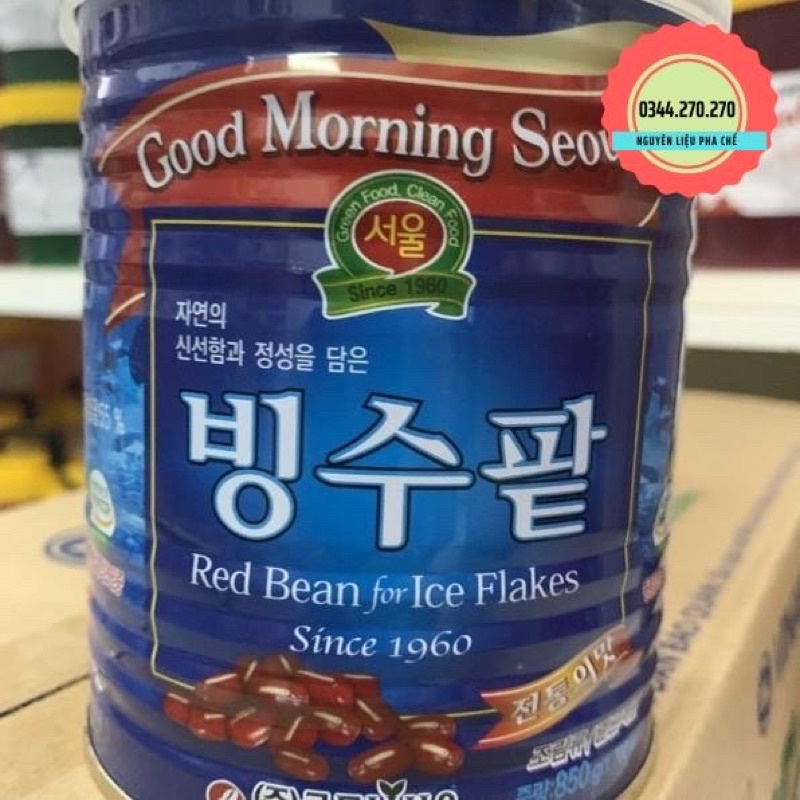 0344.270.270
NGUYÊN LIỆU PHA CHẾ
Good Morning
Green Food, Clean Food
서울
Since 1960
자연의
신선함과 정성을 담은
빙수팥
Red Bean for Ice Flakes
Since 1960
전통의 맛
850g